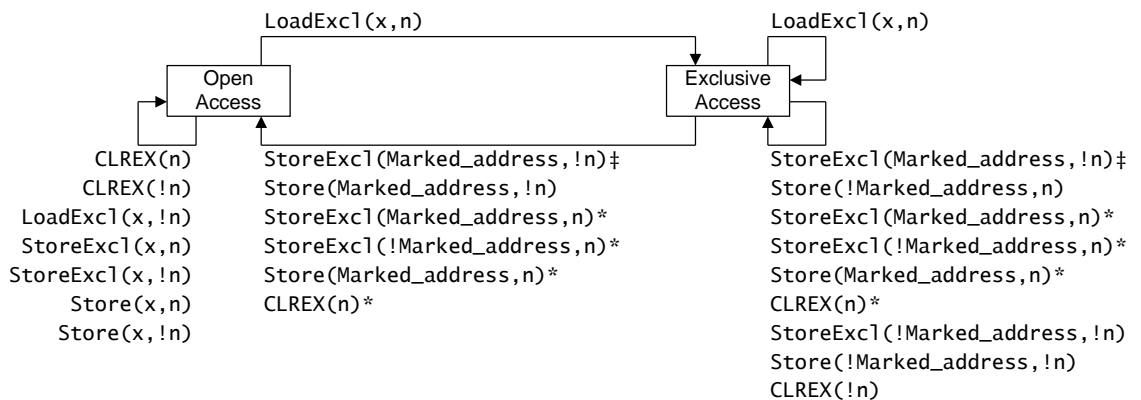 LoadExcl(x,n) LoadExcl(x,n)
Open
Access
Exclusive
Access
CLREX(n) StoreExcl(Marked_address,!n)‡ StoreExcl(Marked_address,!n)‡
CLREX(!n) Store(Marked_address,!n) Store(!Marked_address,n)
LoadExcl(x,!n) StoreExcl(Marked_address,n)* StoreExcl(Marked_address,n)*
StoreExcl(x,n) StoreExcl(!Marked_address,n)* StoreExcl(!Marked_address,n)*
StoreExcl(x,!n) Store(Marked_address,n)* Store(Marked_address,n)*
Store(x,n) CLREX(n)* CLREX(n)*
Store(x,!n) StoreExcl(!Marked_address,!n)
Store(!Marked_address,!n)
CLREX(!n)